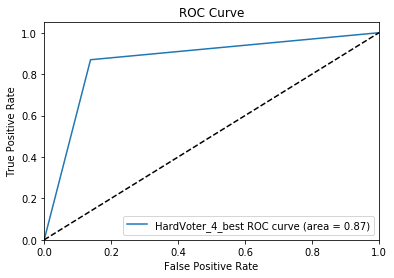 ROC Curve
1.0
0.8
0.6
0.4
0.2
0.0
True Positive Rate
HardVoter_4_best ROC curve (area = 0.87)
0.0 0.2 0.4 0.6 0.8 1.0
False Positive Rate